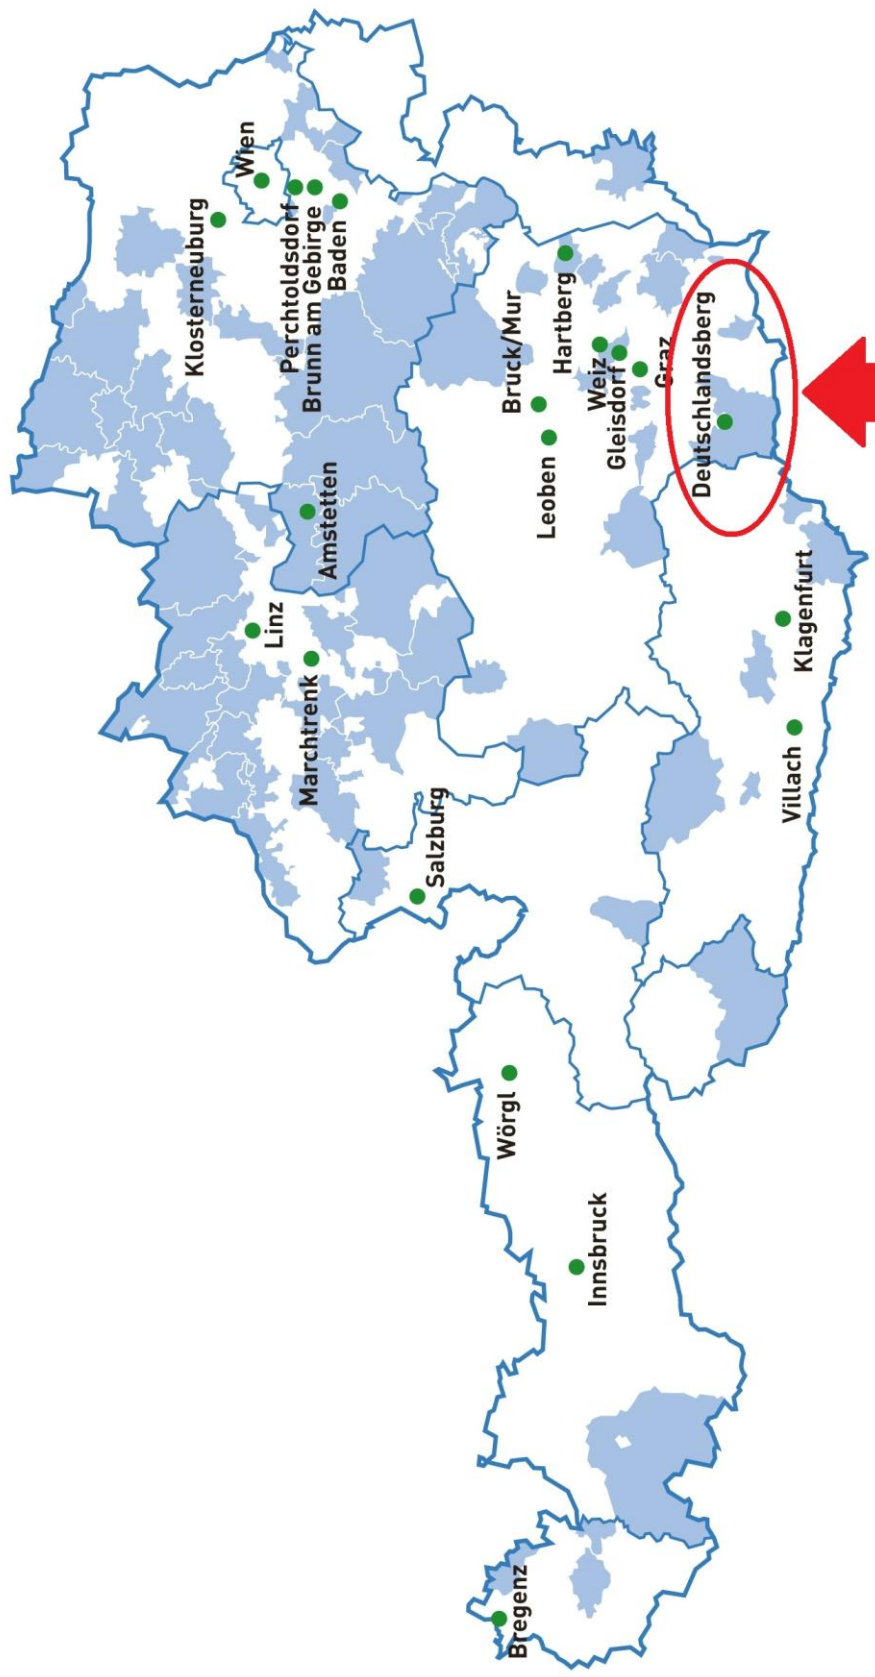 Klosterneuburg
Wien
Perchtoldsdorf
Brunn am Gebirge
Baden
Amstetten
Linz
Marchtrenk
Salzburg
Bruck/Mur
Leoben
Hartberg
Weiz
Gleisdorf
Graz
Deutschlandsberg
Klagenfurt
Villach
Wörgl
Innsbruck
Bregenz